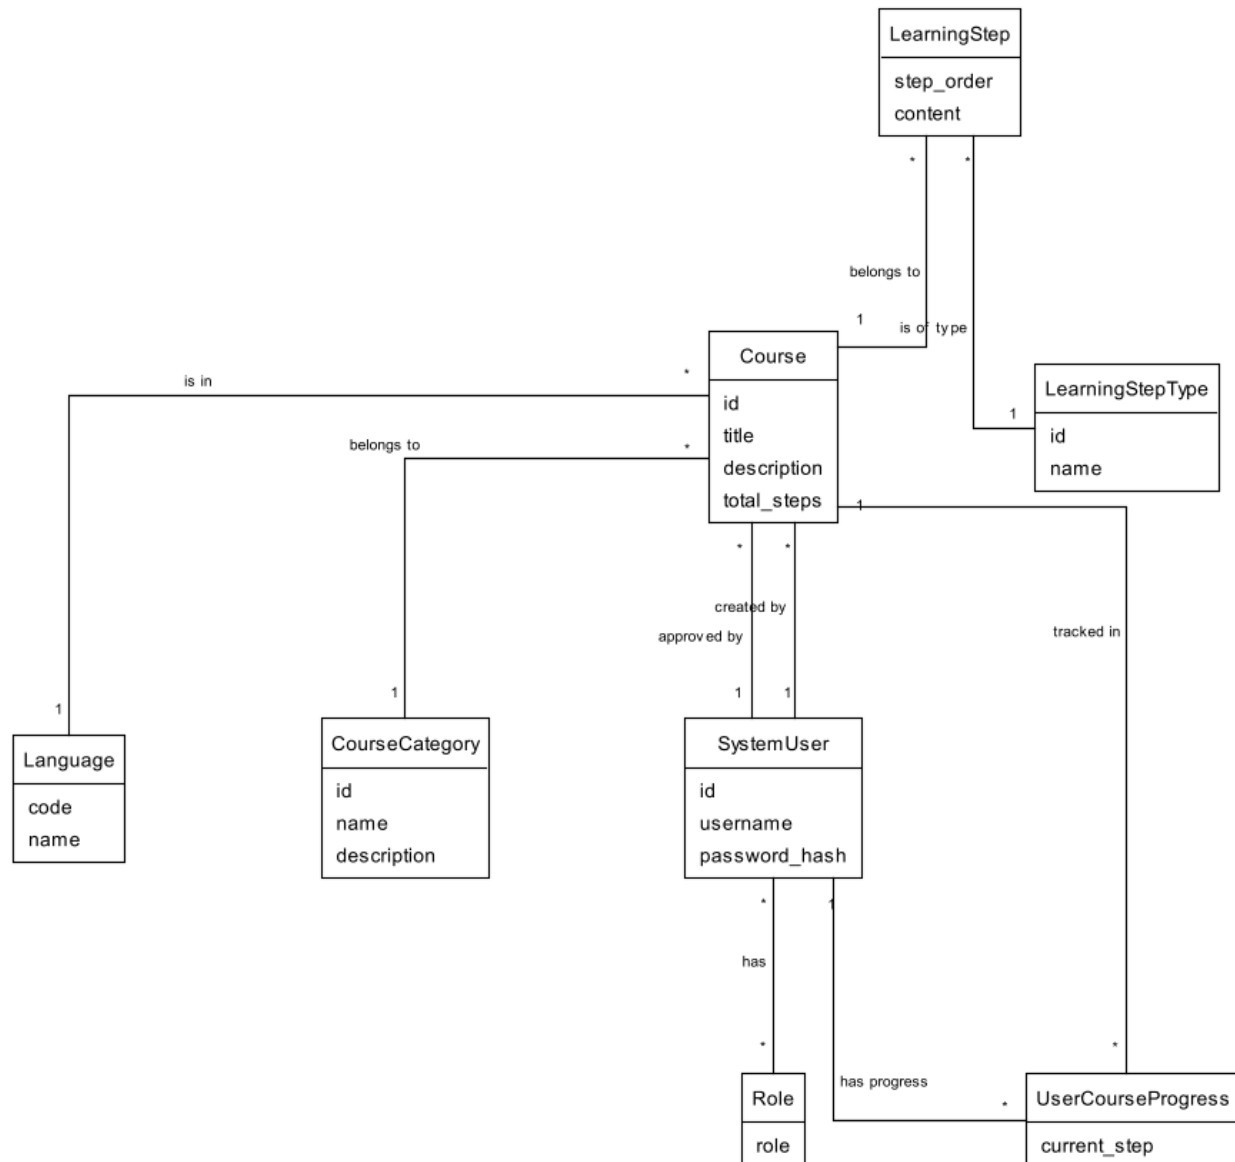 LearningStep
step_order
content
*
*
belongs to
1
is of type
Course
id
title
description
total_steps
is in
*
belongs to
*
LearningStepType
id
name
1
1
*
*
created by
approved by
tracked in
1
1
1
1
Language
code
name
CourseCategory
id
name
description
SystemUser
id
username
password_hash
*
1
has
*
*
has progress
*
Role
role
UserCourseProgress
current_step